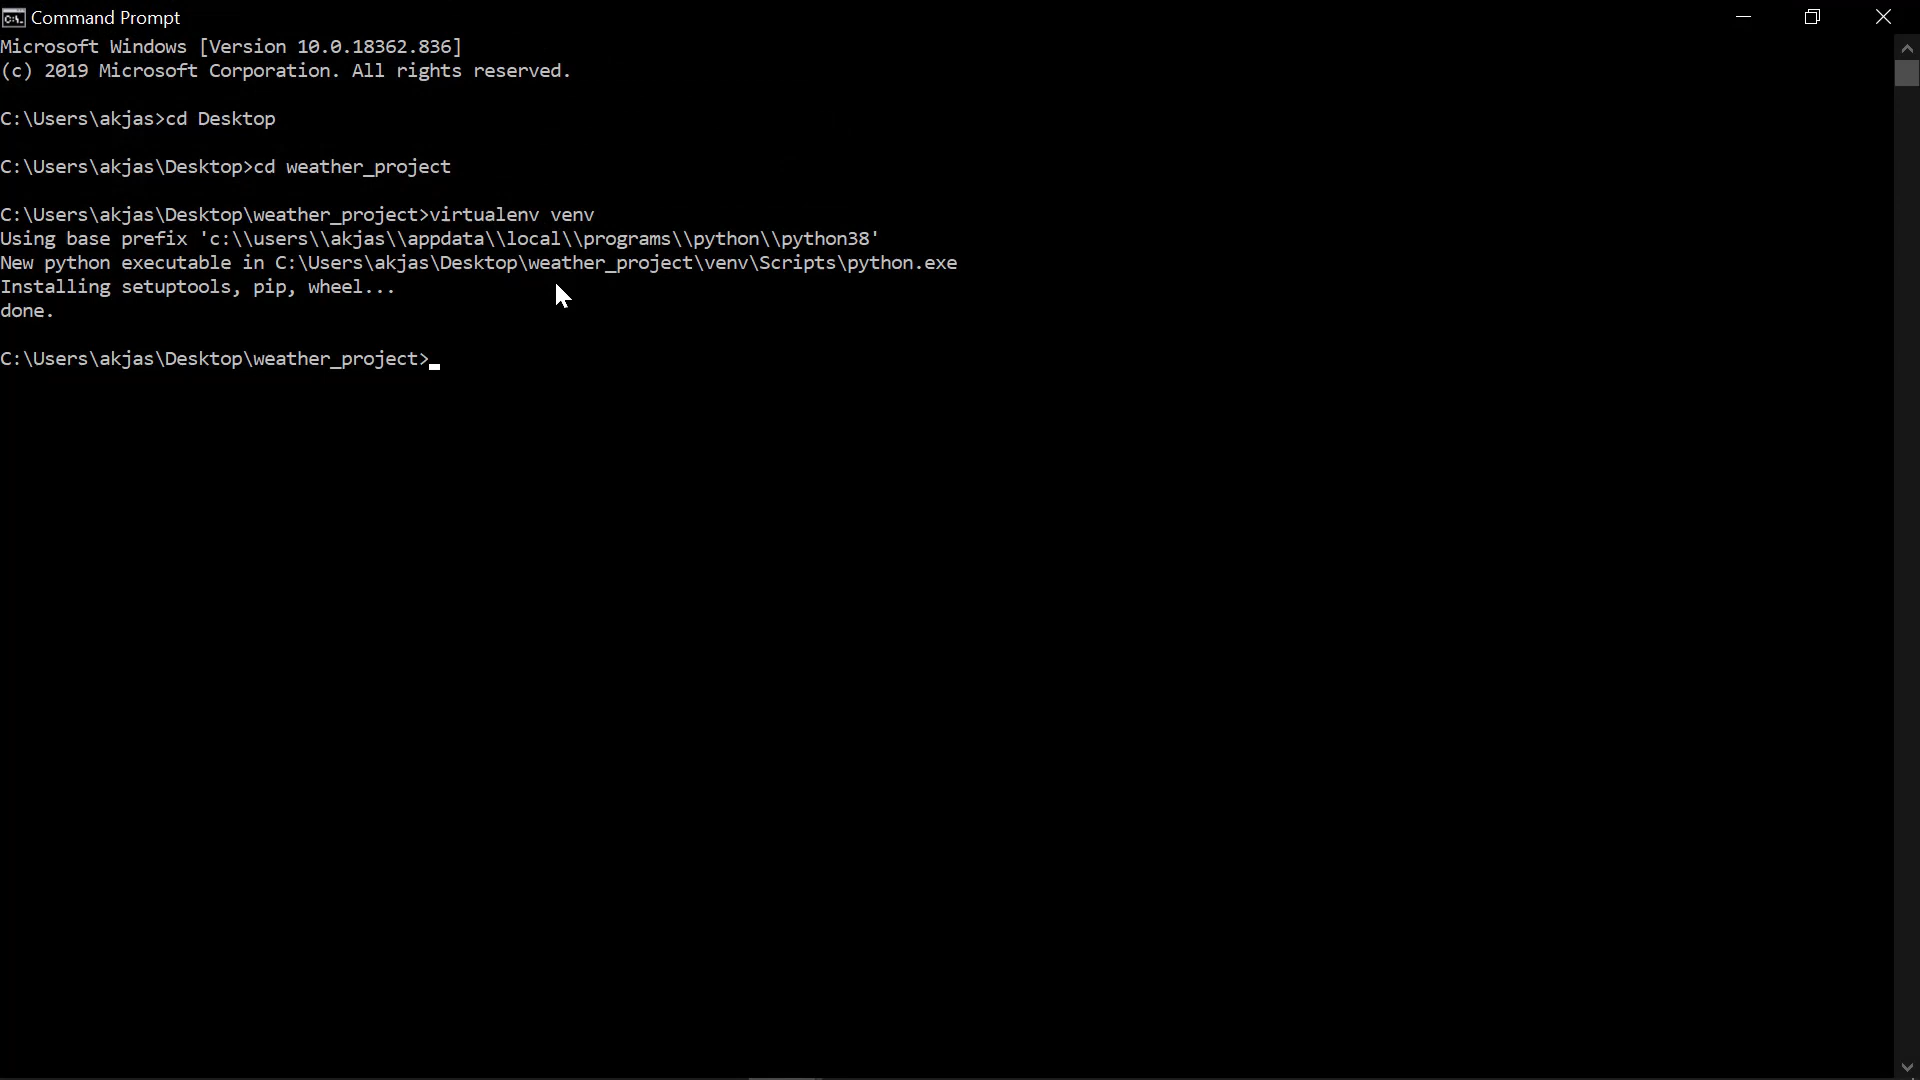 Command Prompt
Microsoft Windows [Version 10.0.18362.836]
(c) 2019 Microsoft Corporation. All rights reserved.
C:\Users\akjas>cd Desktop
C:\Users\akjas\Desktop>cd weather_project
C:\Users\akjas\Desktop\weather_project>virtualenv venv
Using base prefix 'c:\\users\\akjas\\appdata\\local\\programs\\python\\python38'
New python executable in C:\Users\akjas\Desktop\weather_project\venv\Scripts\python.exe
Installing setuptools, pip, wheel...
done.
C:\Users\akjas\Desktop\weather_project>